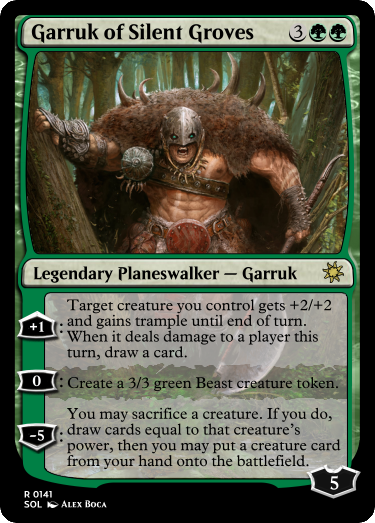 Garruk of Silent Groves 3
Legendary Planeswalker — Garruk
Target creature you control gets +2/+2
+1: and gains trample until end of turn.
When it deals damage to a player this
turn, draw a card.
0: Create a 3/3 green Beast creature token.
You may sacrifice a creature. If you do,
draw cards equal to that creature's
-5: power, then you may put a creature card
from your hand onto the battlefield.
5
R 0141
SOL Alex Boca